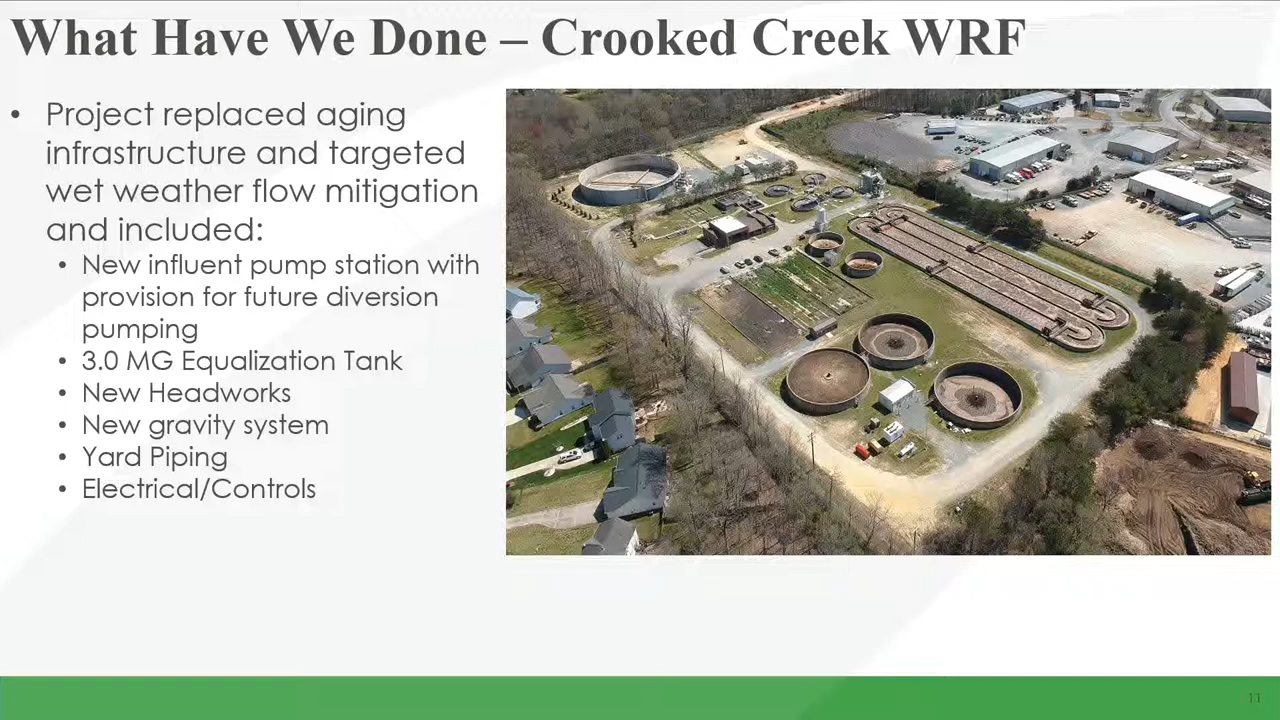 What Have We Done – Crooked Creek WRF
• Project replaced aging
infrastructure and targeted
wet weather flow mitigation
and included:
• New influent pump station with
provision for future diversion
pumping
• 3.0 MG Equalization Tank
• New Headworks
• New gravity system
• Yard Piping
• Electrical/Controls
11